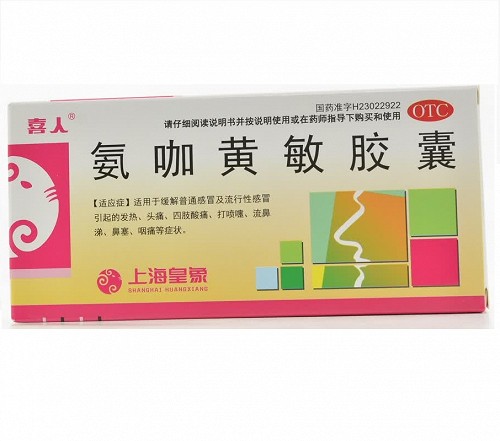 喜人®
国药准字H23022922
OTC
请仔细阅读说明书并按说明使用或在药师指导下购买和使用
氨咖黄敏胶囊
【适应症】适用于缓解普通感冒及流行性感冒
引起的发热、头痛、四肢酸痛、打喷嚏、流鼻
涕、鼻塞、咽痛等症状。
上海皇象
SHANGHAI HUANGXIANG